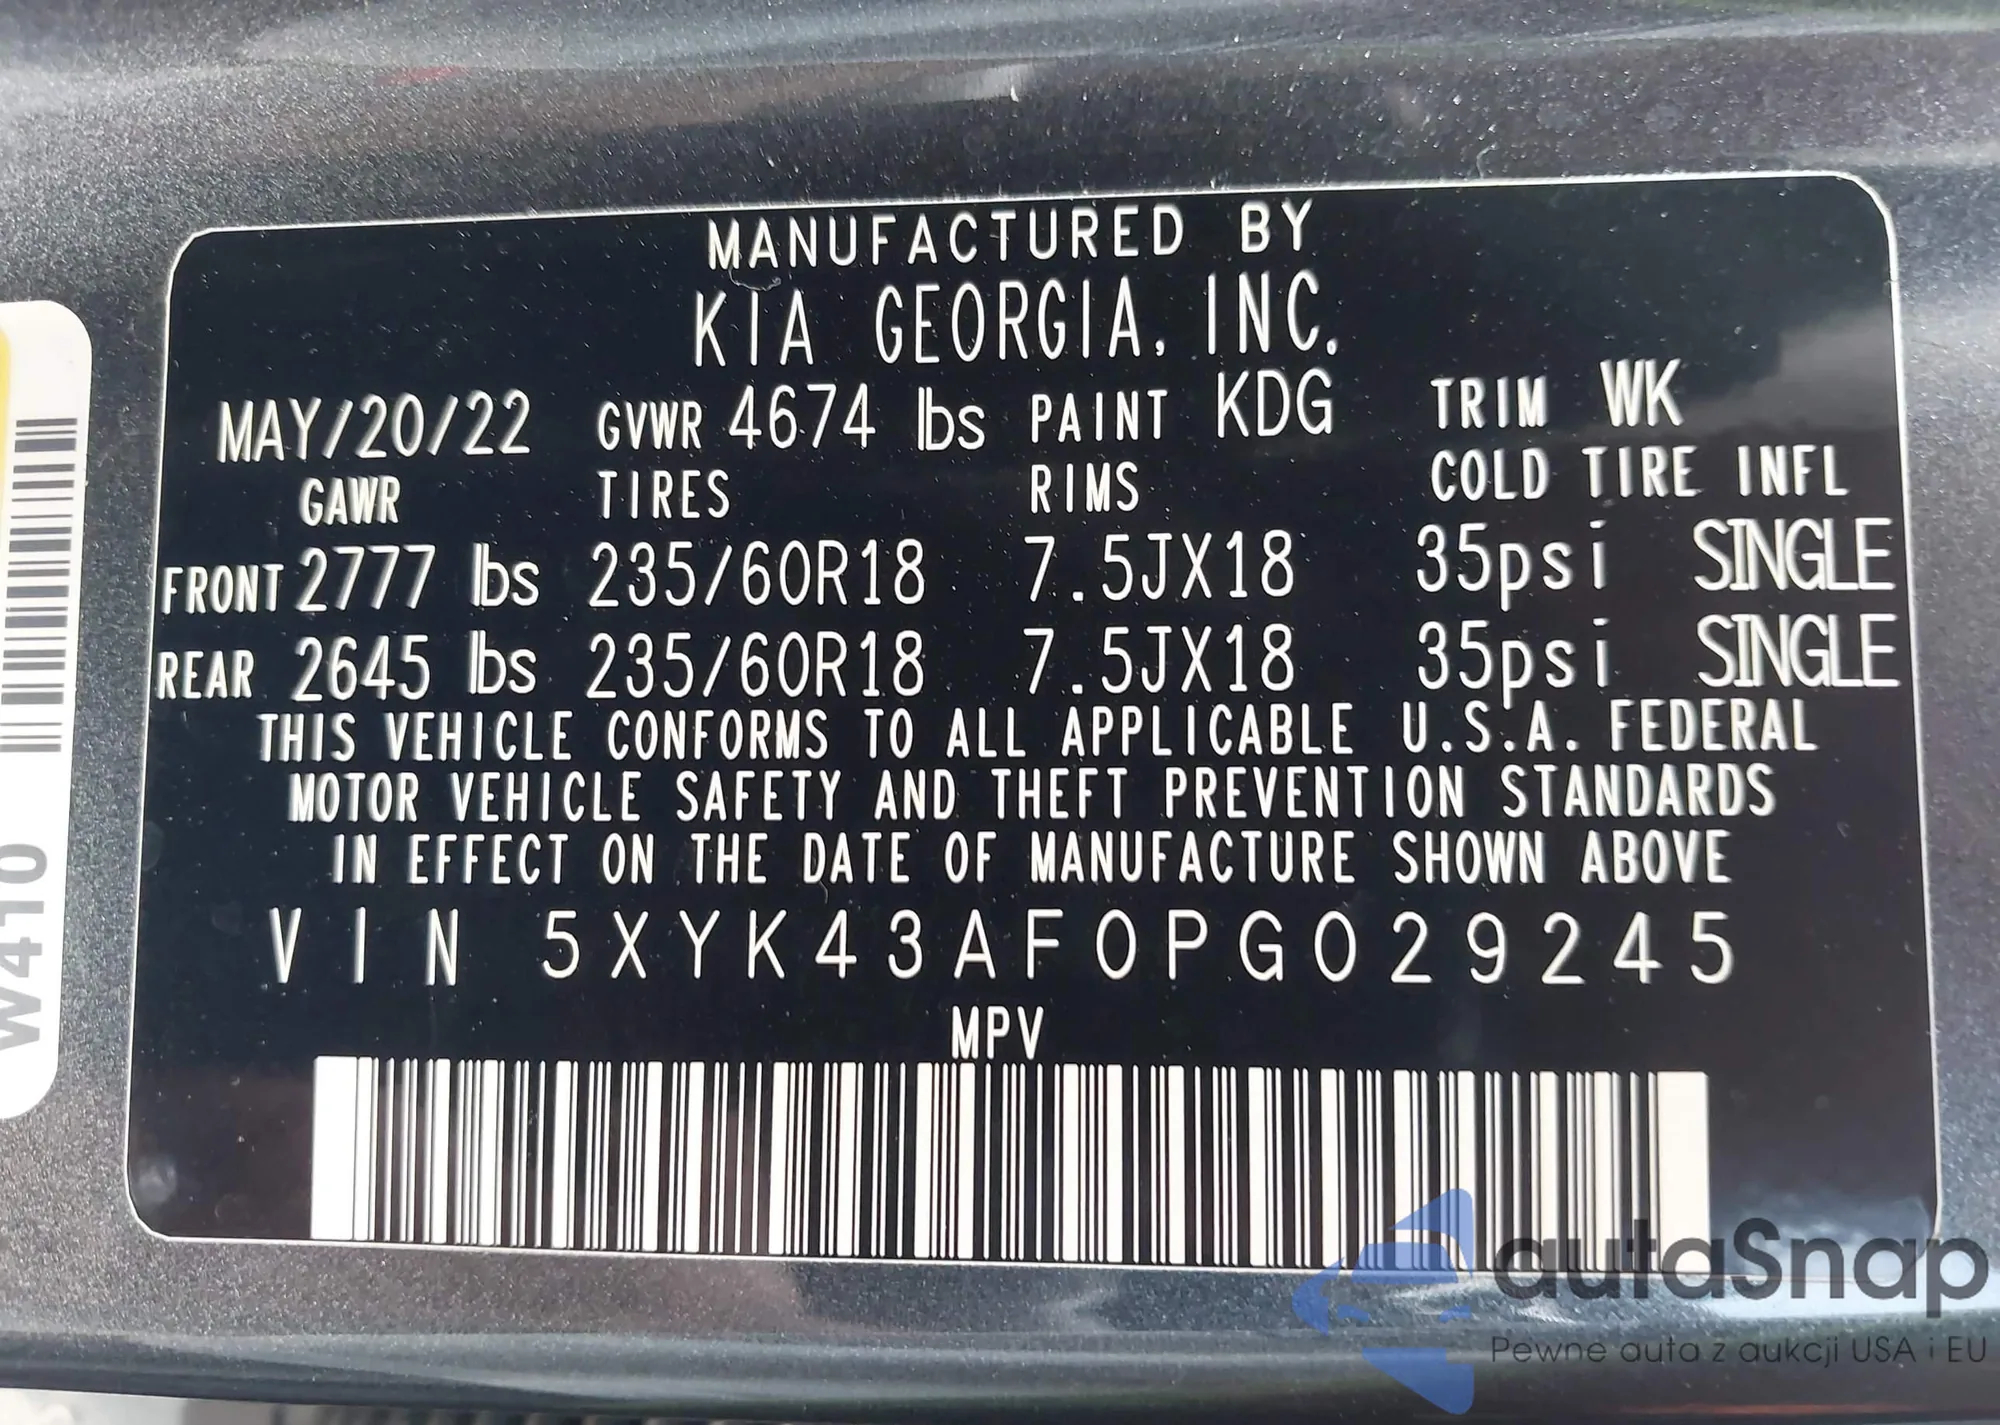 MANUFACTURED BY
KIA GEORGIA, INC.
MAY/20/22 GVWR 4674 lbs PAINT KDG TRIM WK
GAWR TIRES RIMS COLD TIRE INFL
FRONT 2777 lbs 235/60R18 7.5JX18 35psi SINGLE
REAR 2645 lbs 235/60R18 7.5JX18 35psi SINGLE
THIS VEHICLE CONFORMS TO ALL APPLICABLE U.S.A. FEDERAL
MOTOR VEHICLE SAFETY AND THEFT PREVENTION STANDARDS
IN EFFECT ON THE DATE OF MANUFACTURE SHOWN ABOVE
VIN 5XYK43AF0PG029245
MPV
W410
autaSnap
Pewne auta z aukcji USA i EU